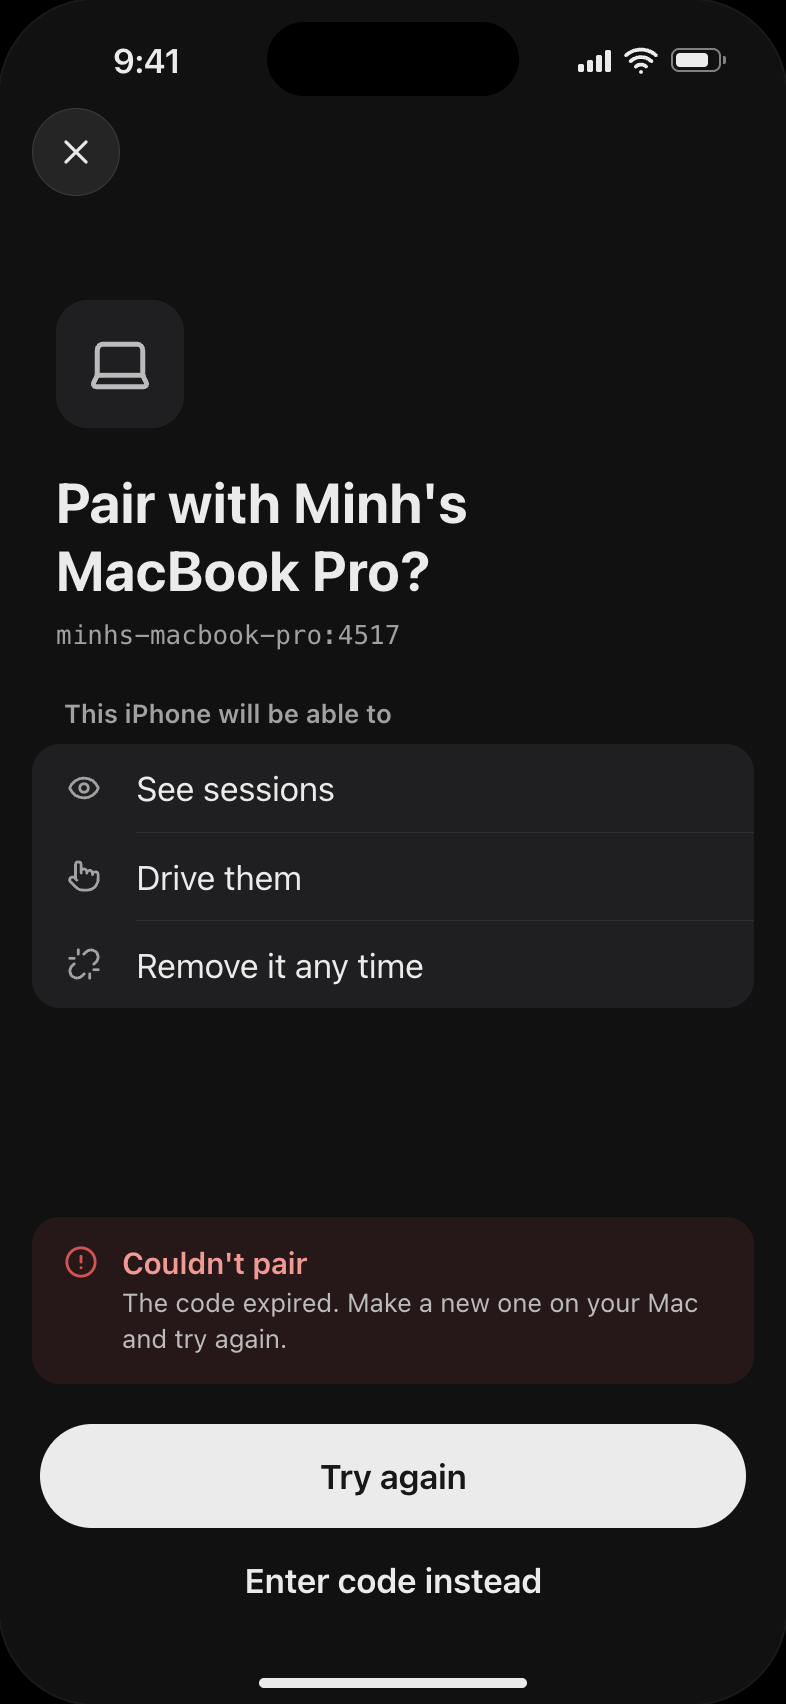 9:41
Pair with Minh's
MacBook Pro?
minhs-macbook-pro:4517
This iPhone will be able to
See sessions
Drive them
Remove it any time
Couldn't pair
The code expired. Make a new one on your Mac
and try again.
Try again
Enter code instead